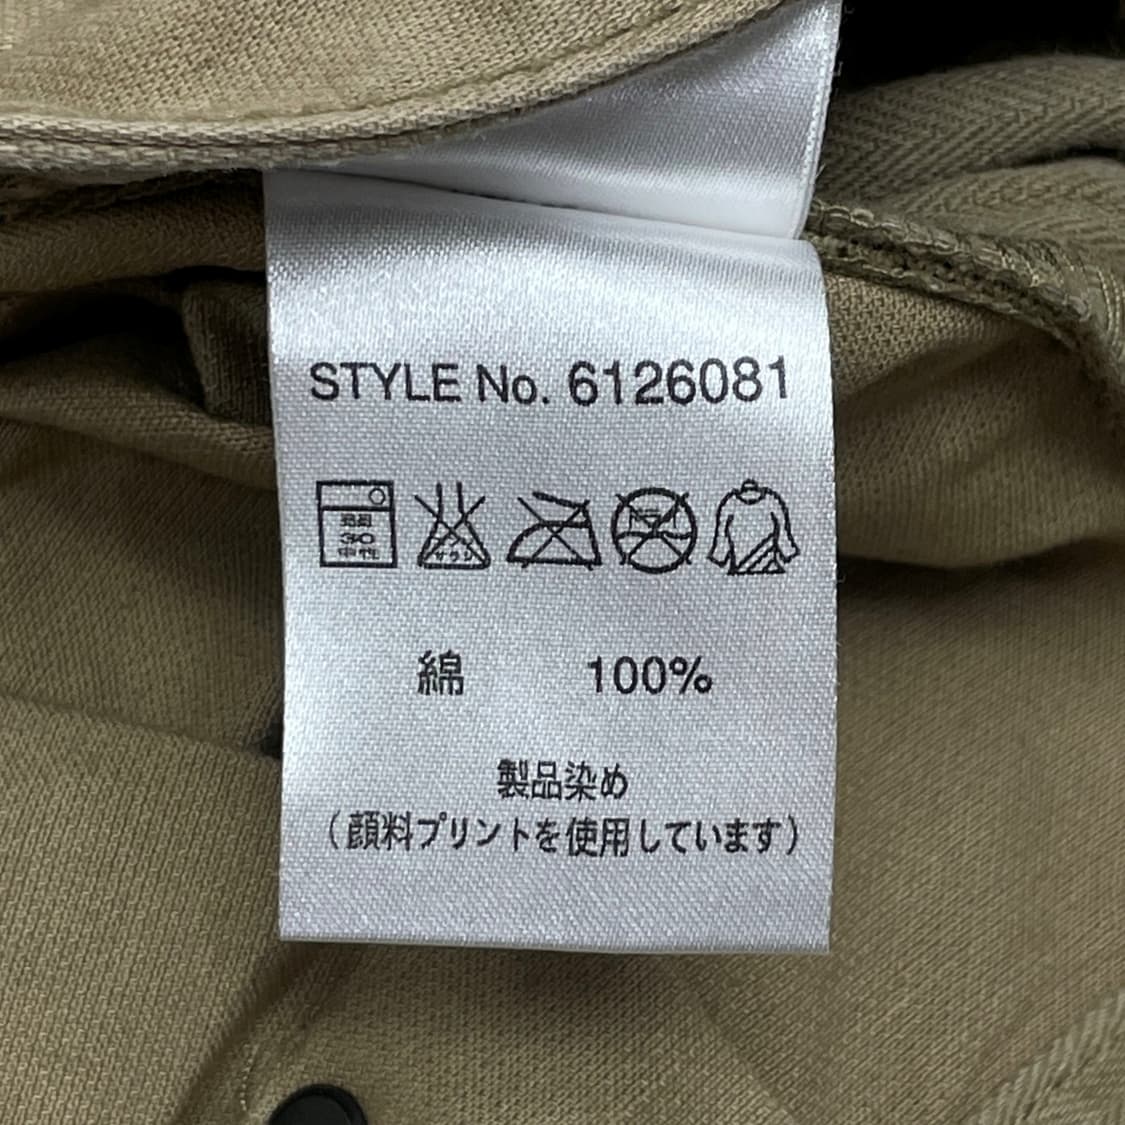 STYLE No. 6126081
弱
30
中性
サラシ
綿 100%
製品染め
(顔料プリントを使用しています)